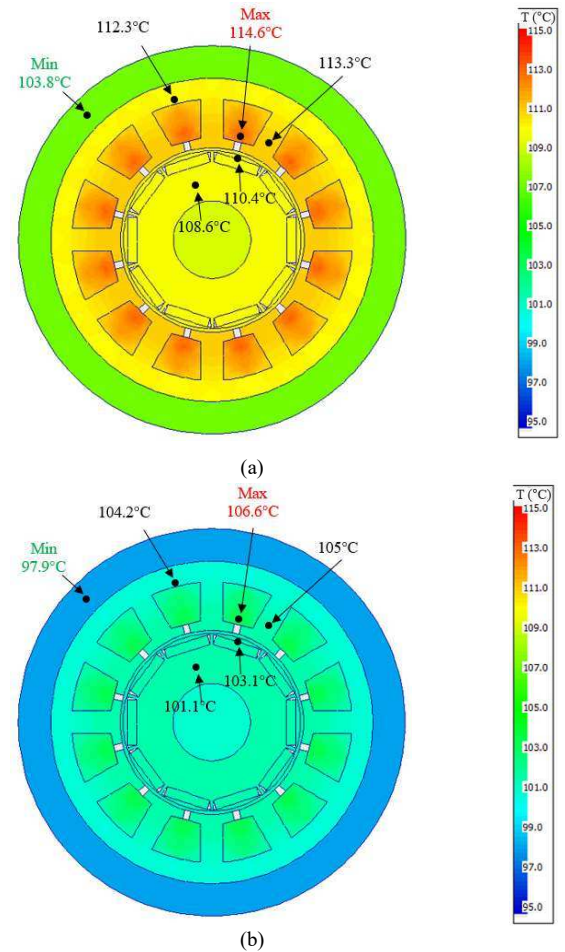 T (°C)
Max
112.3°C
114.6°C
115.0
Min
103.8°C
113.3°C
113.0
111.0
109.0
110.4°C
107.0
108.6°C
105.0
103.0
101.0
99.0
97.0
95.0
(a)
T (°C)
Max
104.2°C
106.6°C
115.0
Min
97.9°C
105°C
113.0
111.0
109.0
103.1°C
107.0
101.1°C
105.0
103.0
101.0
99.0
97.0
95.0
(b)